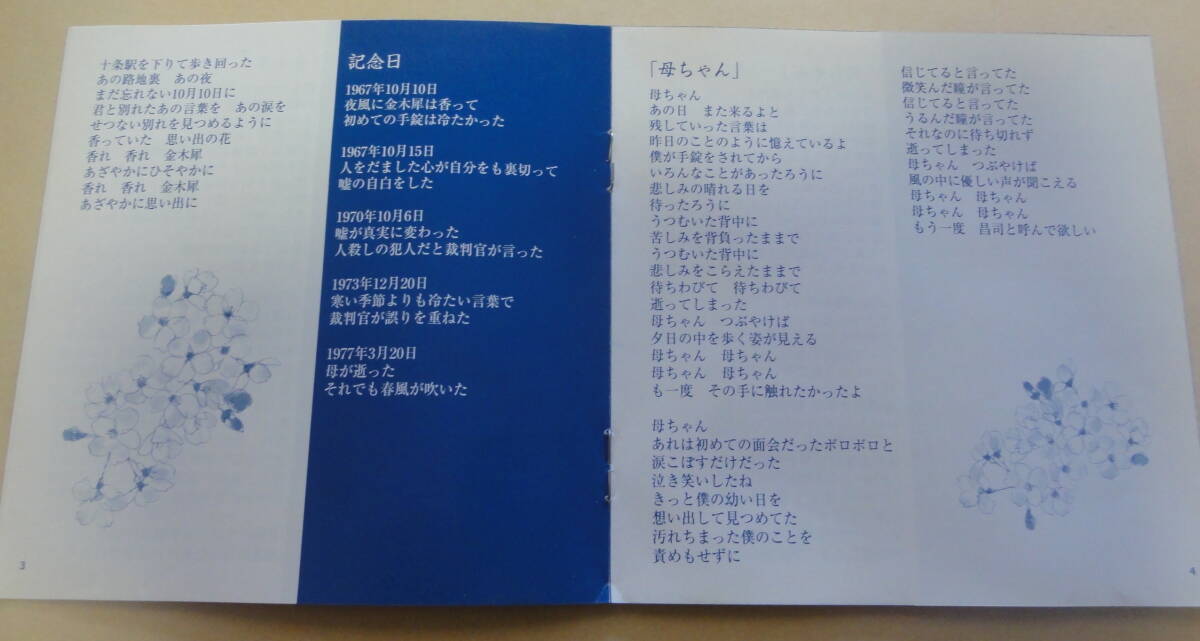 十条駅を下りて歩き回った
あの路地裏　あの夜
まだ忘れない10月10日に
君と別れたあの言葉を　あの涙を
せつない別れを見つめるように
香っていた　思い出の花
香れ　香れ　金木犀
あざやかにひそやかに
香れ　香れ　金木犀
あざやかに思い出に
3
記念日
1967年10月10日
夜風に金木犀は香って
初めての手錠は冷たかった
1967年10月15日
人をだました心が自分をも裏切って
嘘の自白をした
1970年10月6日
嘘が真実に変わった
人殺しの犯人だと裁判官が言った
1973年12月20日
寒い季節よりも冷たい言葉で
裁判官が誤りを重ねた
1977年3月20日
母が逝った
それでも春風が吹いた
「母ちゃん」
母ちゃん
あの日　また来るよと
残していった言葉は
昨日のことのように憶えているよ
僕が手錠をされてから
いろんなことがあったろうに
悲しみの晴れる日を
待ったろうに
うつむいた背中に
苦しみを背負ったままで
うつむいた背中に
悲しみをこらえたままで
待ちわびて　待ちわびて
逝ってしまった
母ちゃん　つぶやけば
夕日の中を歩く姿が見える
母ちゃん　母ちゃん
母ちゃん　母ちゃん
も一度　その手に触れたかったよ
母ちゃん
あれは初めての面会だったボロボロと
涙こぼすだけだった
泣き笑いしたね
きっと僕の幼い日を
想い出して見つめてた
汚れちまった僕のことを
責めもせずに
信じてると言ってた
微笑んだ瞳が言ってた
信じてると言ってた
うるんだ瞳が言ってた
それなのに待ち切れず
逝ってしまった
母ちゃん　つぶやけば
風の中に優しい声が聞こえる
母ちゃん　母ちゃん
母ちゃん　母ちゃん
もう一度　昌司と呼んで欲しい
4